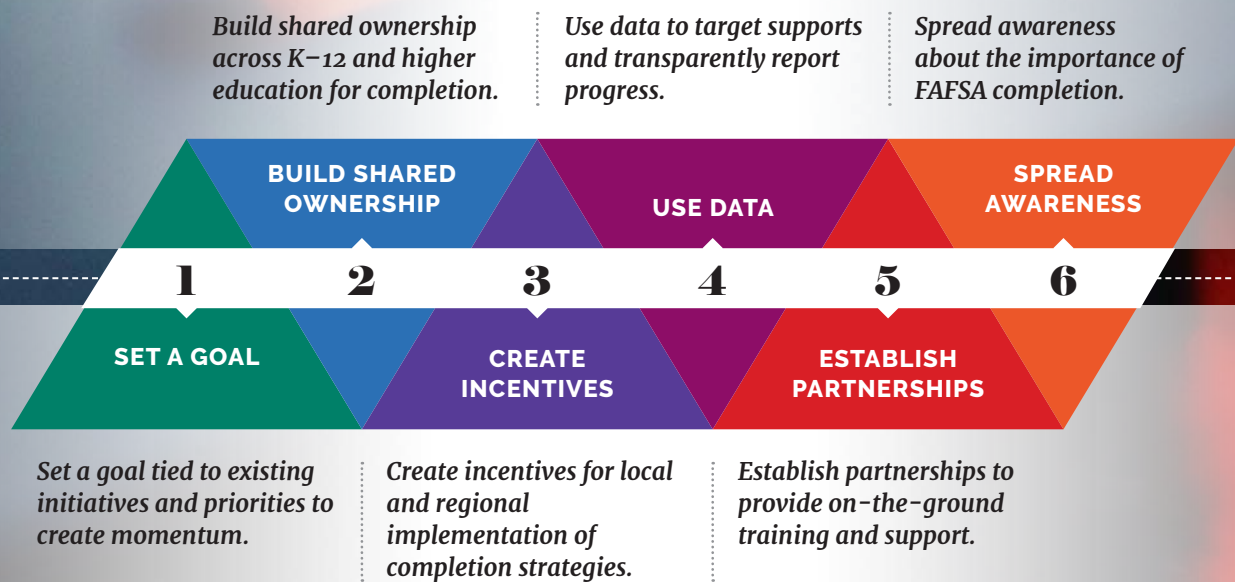 Build shared ownership
across K–12 and higher
education for completion.
Use data to target supports
and transparently report
progress.
Spread awareness
about the importance of
FAFSA completion.
BUILD SHARED
OWNERSHIP
USE DATA
SPREAD
AWARENESS
1
2
3
4
5
6
SET A GOAL
CREATE
INCENTIVES
ESTABLISH
PARTNERSHIPS
Set a goal tied to existing
initiatives and priorities to
create momentum.
Create incentives for local
and regional
implementation of
completion strategies.
Establish partnerships to
provide on-the-ground
training and support.